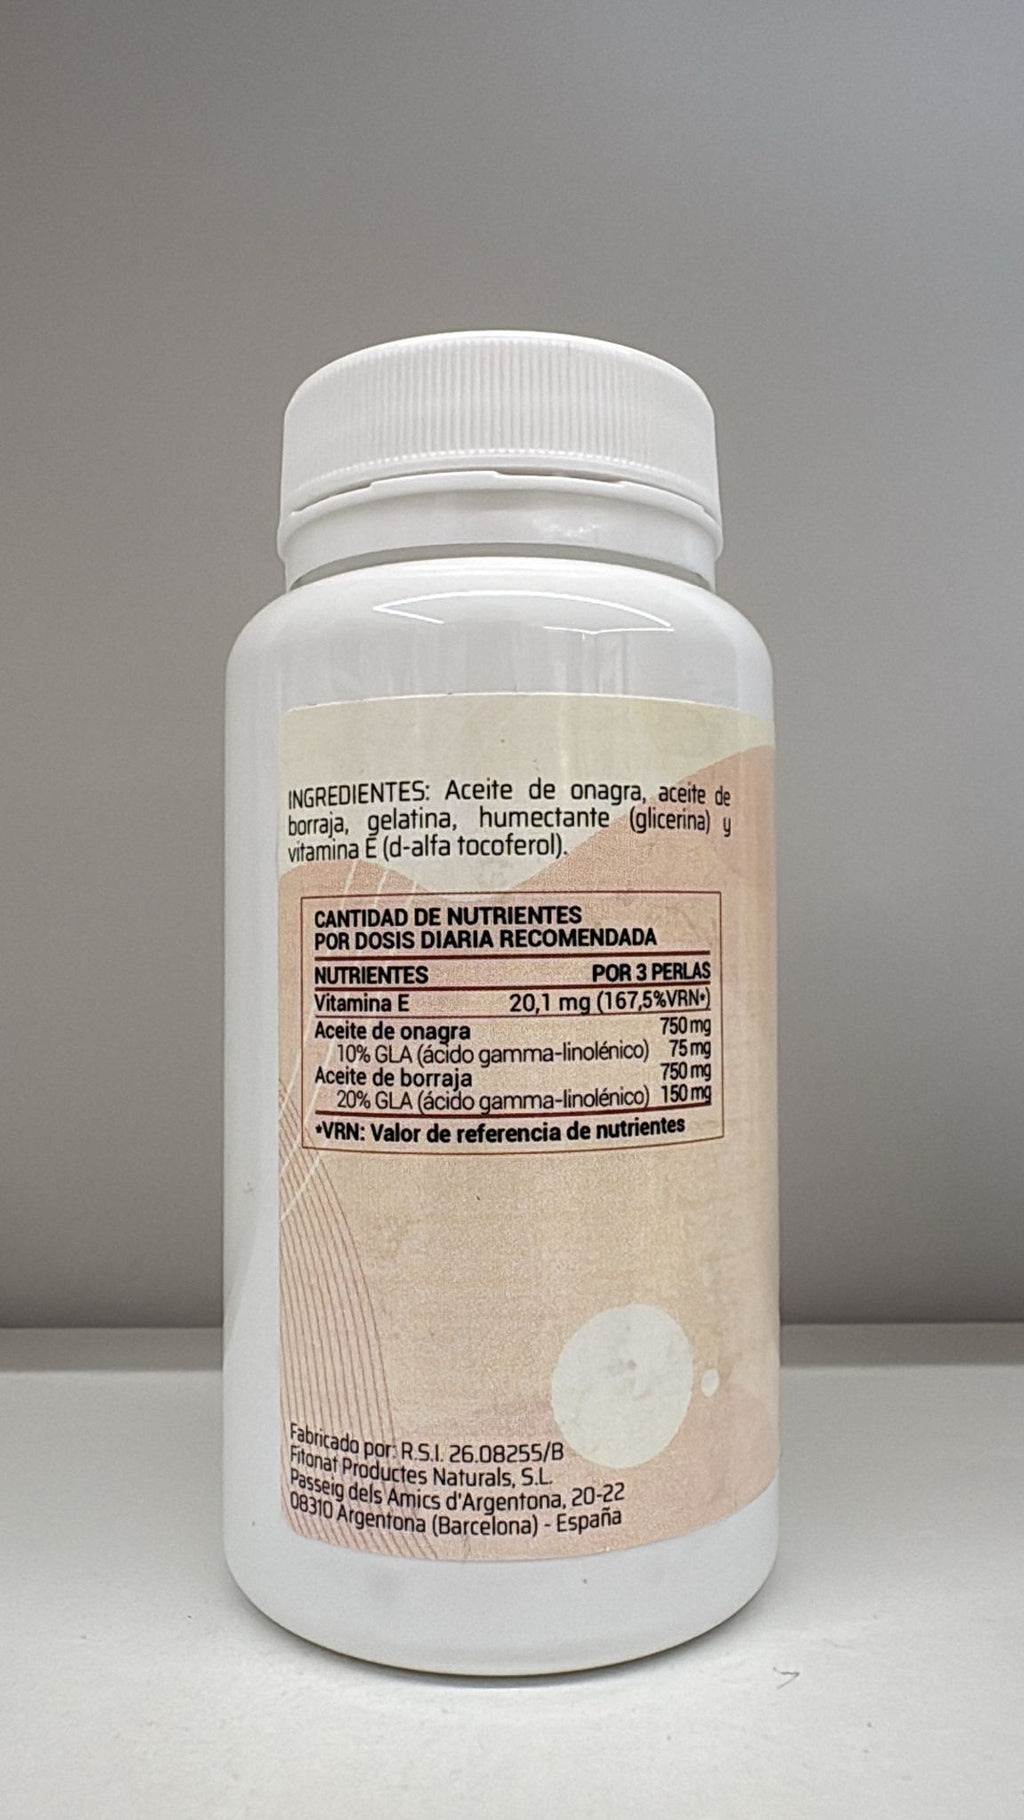 INGREDIENTES: Aceite de onagra, aceite de
borraja, gelatina, humectante (glicerina) y
vitamina E (d-alfa tocoferol).
CANTIDAD DE NUTRIENTES
POR DOSIS DIARIA RECOMENDADA
NUTRIENTES POR 3 PERLAS
Vitamina E 20,1 mg (167,5%VRN*)
Aceite de onagra 750 mg
10% GLA (ácido gamma-linolénico) 75 mg
Aceite de borraja 750 mg
20% GLA (ácido gamma-linolénico) 150 mg
*VRN: Valor de referencia de nutrientes
Fabricado por: R.S.I. 26.08255/B
Fitonat Productes Naturals, S.L.
Passeig dels Amics d'Argentona, 20-22
08310 Argentona (Barcelona) - España